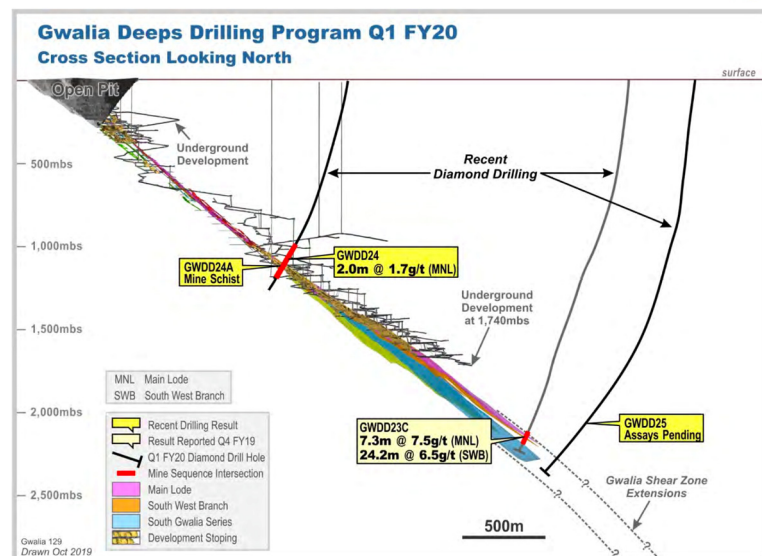 Gwalia Deeps Drilling Program Q1 FY20
Cross Section Looking North
surface
Open Pit
Underground
Development
500mbs
Recent
Diamond Drilling
1,000mbs
GWDD24
2.0m @ 1.7g/t (MNL)
GWDD24A
Mine Schist
Underground
Development
at 1,740mbs
1,500mbs
MNL Main Lode
SWB South West Branch
2,000mbs
GWDD23C
7.3m @ 7.5g/t (MNL)
24.2m @ 6.5g/t (SWB)
GWDD25
Assays Pending
Recent Drilling Result
Result Reported Q4 FY19
Q1 FY20 Diamond Drill Hole
Mine Sequence Intersection
Main Lode
South West Branch
South Gwalia Series
Development Stoping
2,500mbs
?
?
Gwalia Shear Zone
Extensions
500m
?
?
Gwalia 129
Drawn Oct 2019